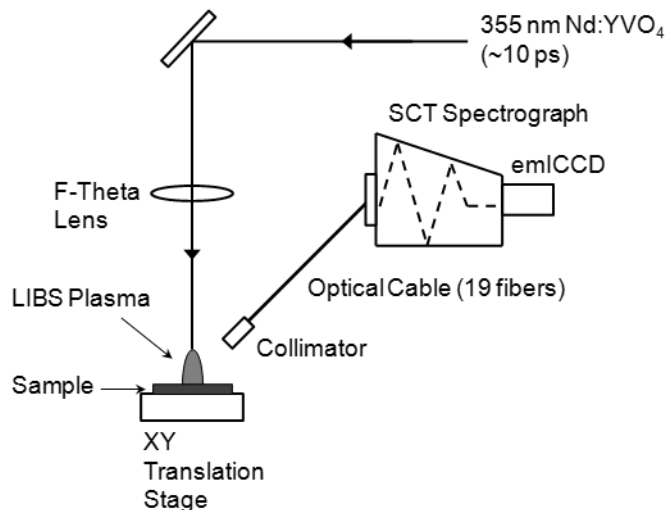 355 nm Nd:YVO₄
(~10 ps)
SCT Spectrograph
emICCD
F-Theta
Lens
Optical Cable (19 fibers)
LIBS Plasma
Collimator
Sample
XY
Translation
Stage